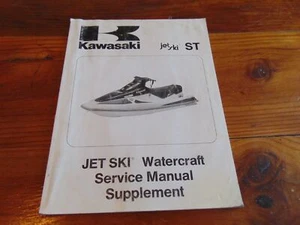 Kawasaki
jet ski ST
JET SKI Watercraft
Service Manual
Supplement